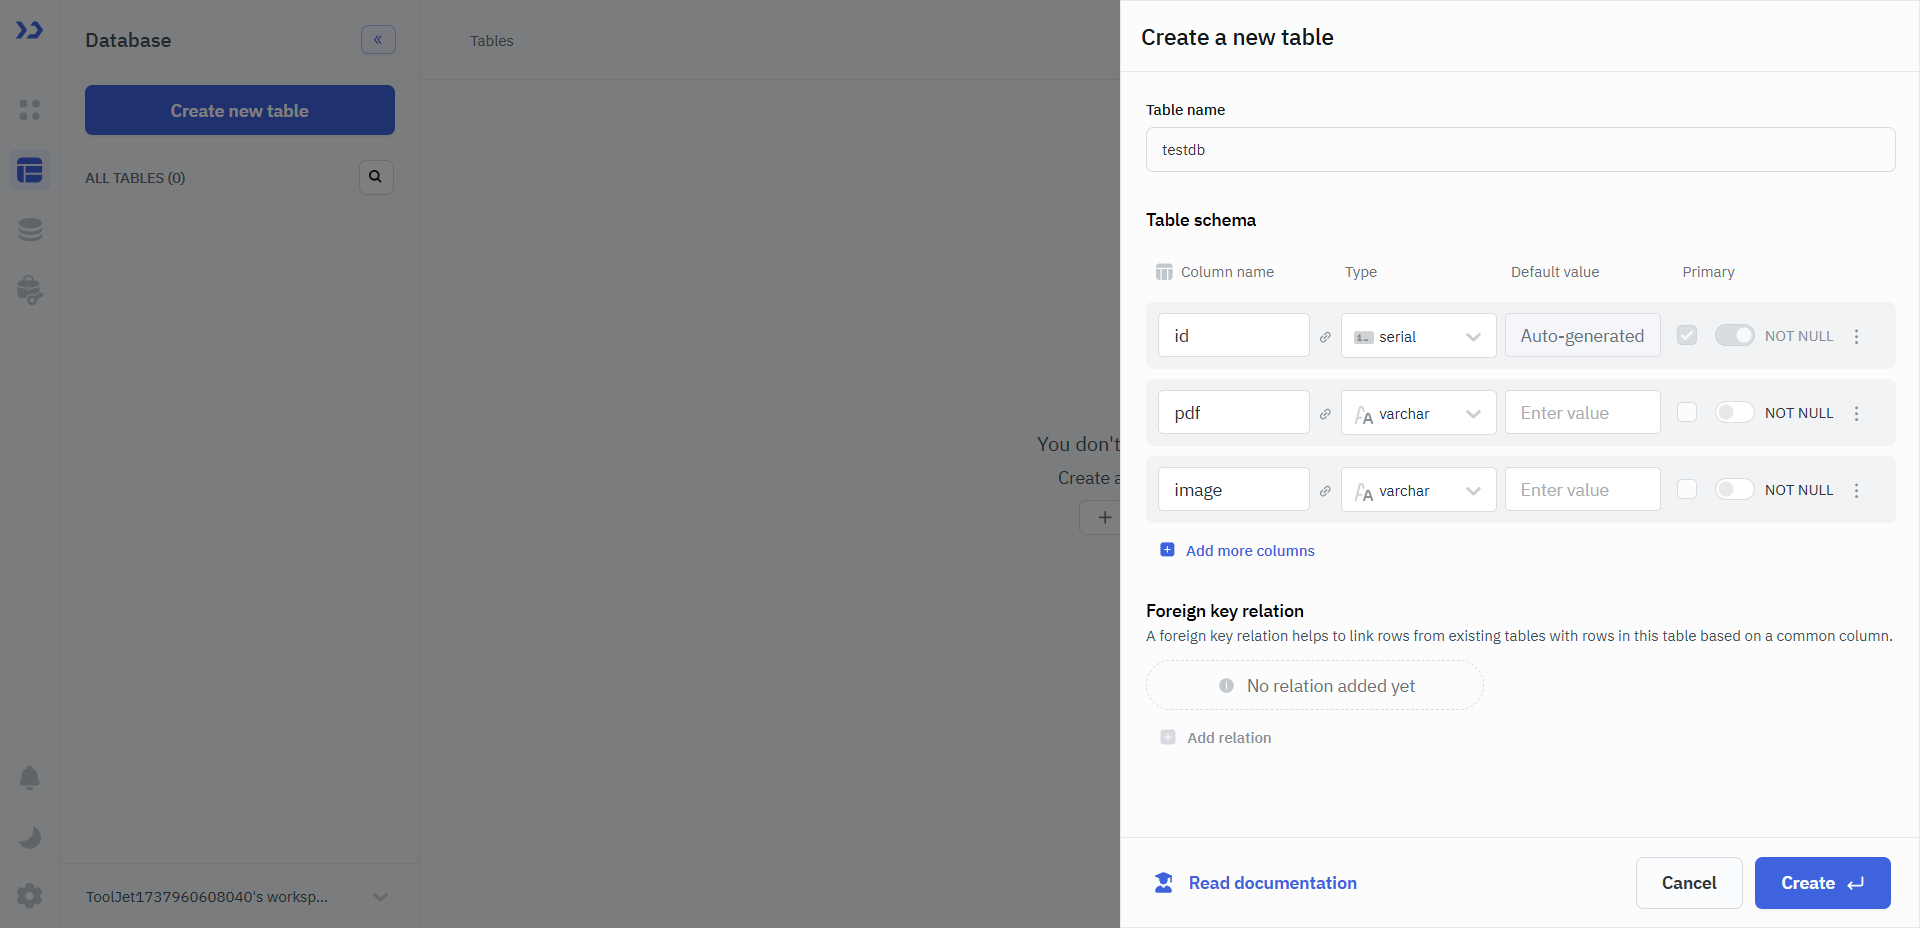 Database
Create new table
ALL TABLES (0)
ToolJet1737960608040's worksp...
Tables
You don't
Create a
Create a new table
Table name
testdb
Table schema
Column name Type Default value Primary
id serial Auto-generated NOT NULL
pdf varchar Enter value NOT NULL
image varchar Enter value NOT NULL
Add more columns
Foreign key relation
A foreign key relation helps to link rows from existing tables with rows in this table based on a common column.
No relation added yet
Add relation
Read documentation
Cancel
Create